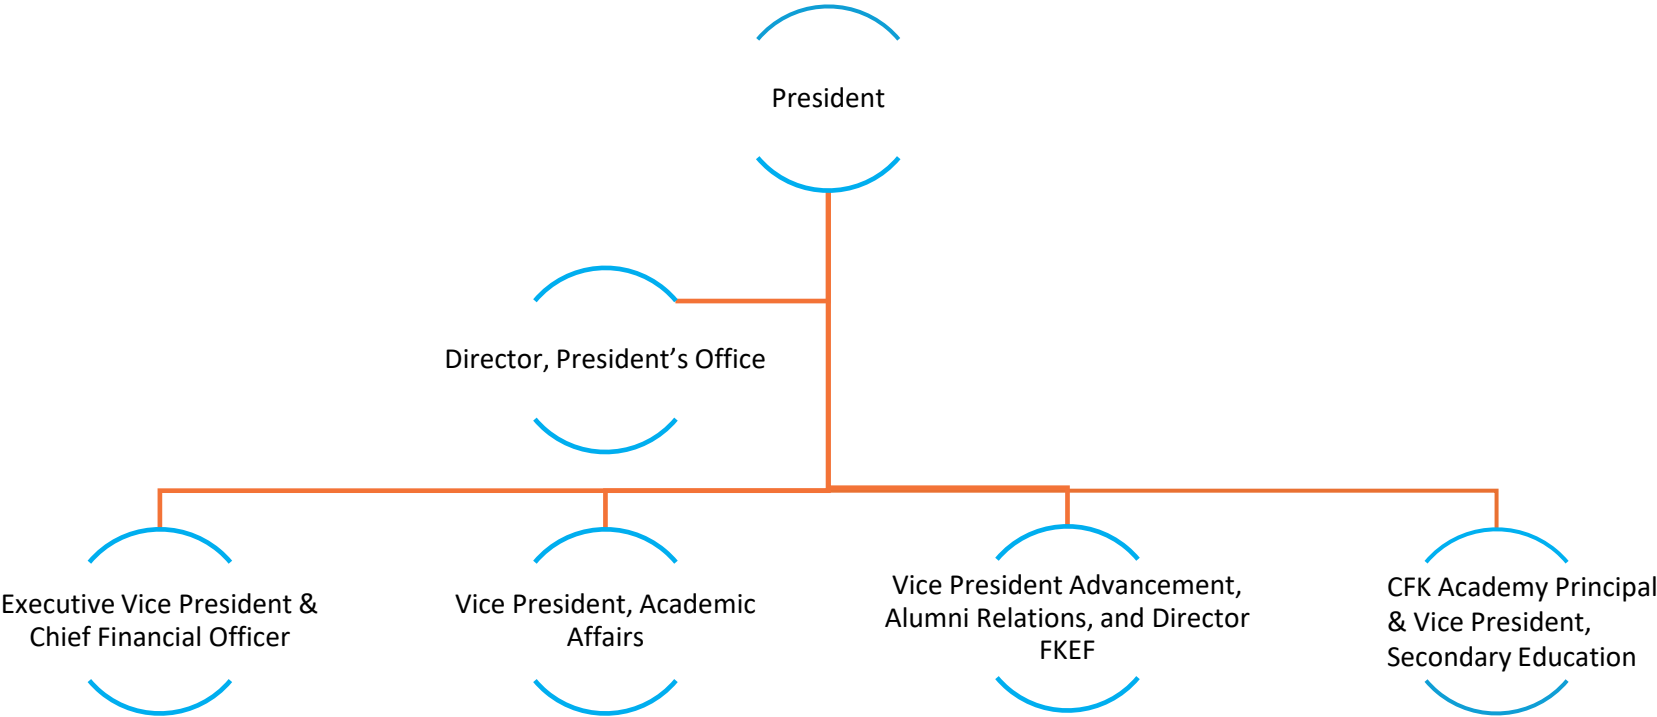 President
Director, President’s Office
Executive Vice President &
Chief Financial Officer
Vice President, Academic
Affairs
Vice President Advancement,
Alumni Relations, and Director
FKEF
CFK Academy Principal
& Vice President,
Secondary Education